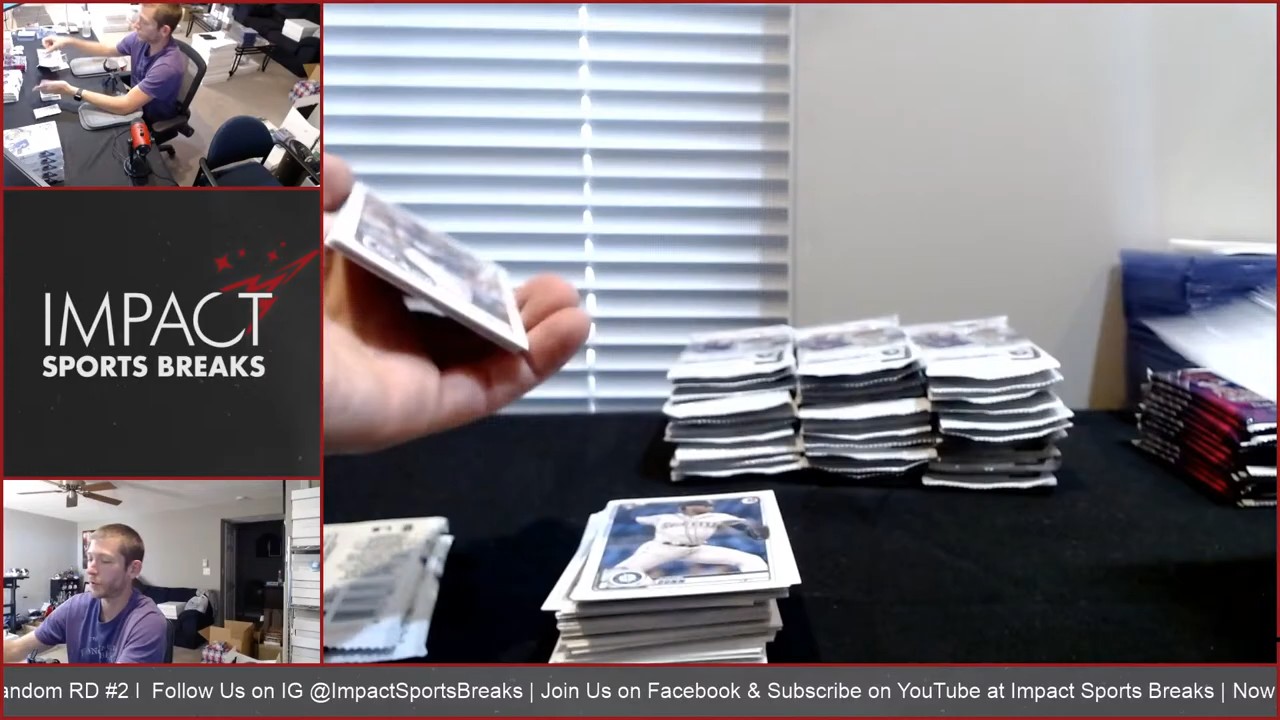 IMPACT
SPORTS BREAKS
andom RD #2 l Follow Us on IG @ImpactSportsBreaks | Join Us on Facebook & Subscribe on YouTube at Impact Sports Breaks | Now